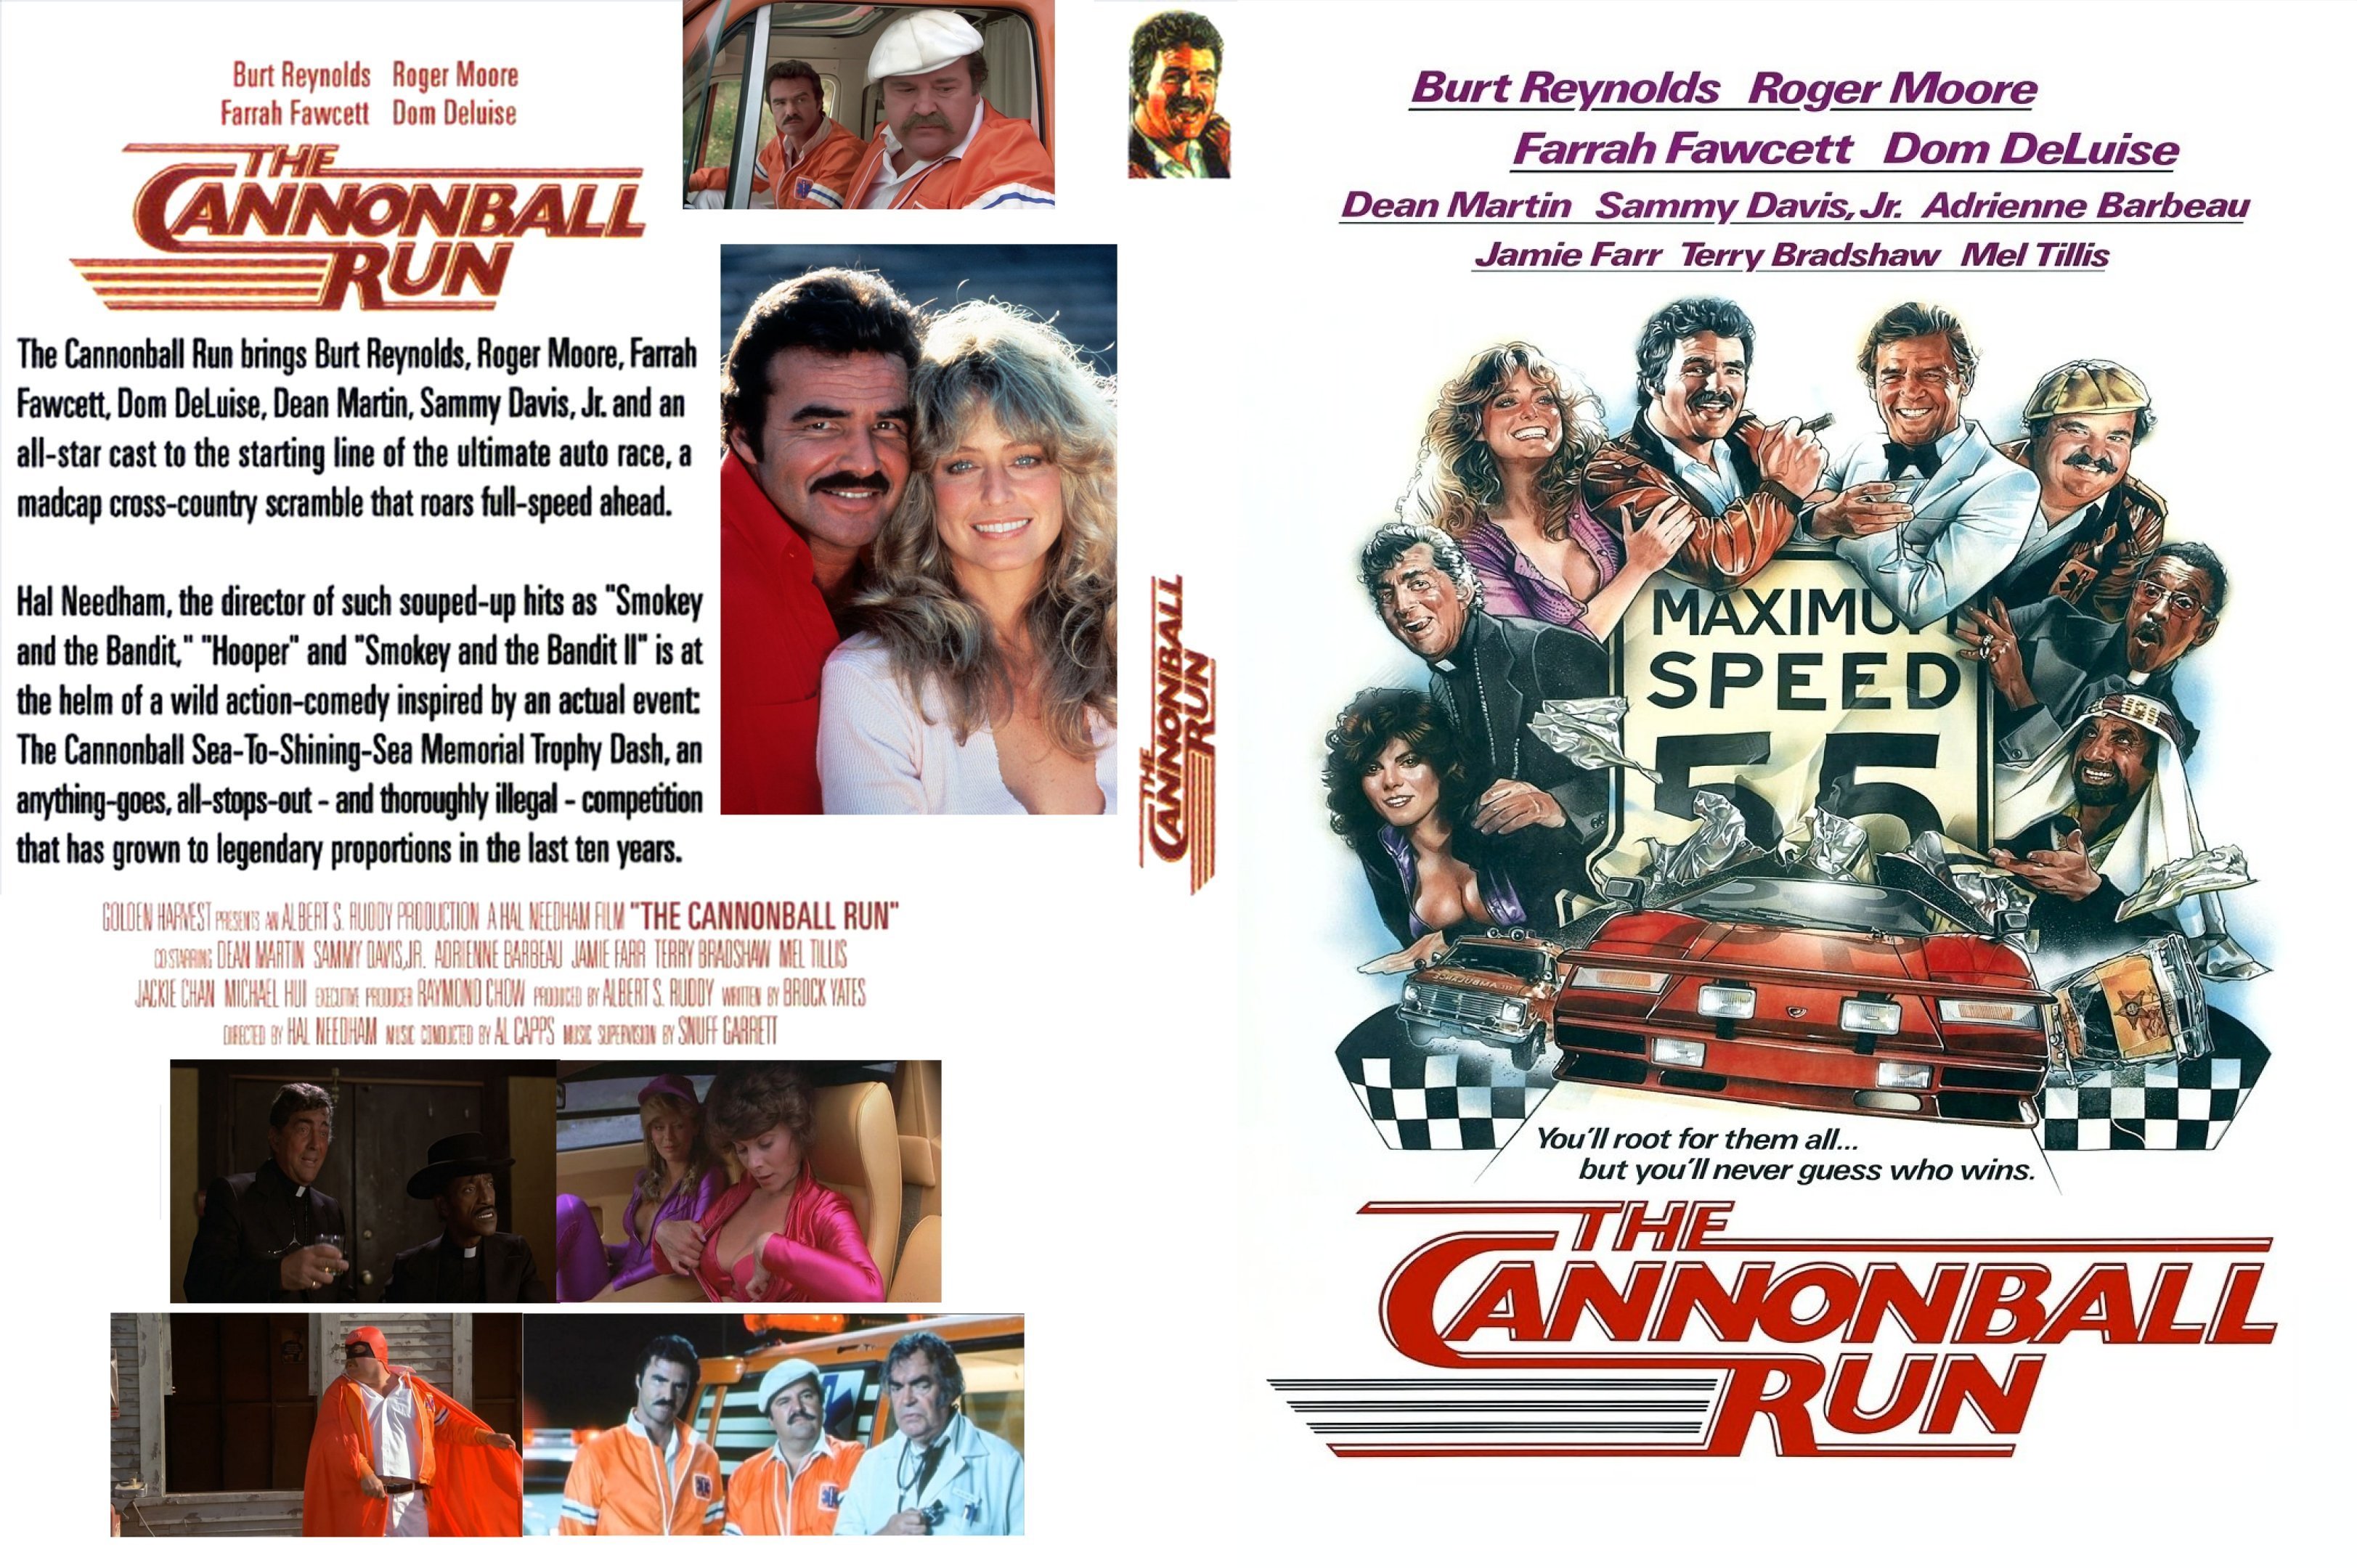 Burt Reynolds Roger Moore
Farrah Fawcett Dom Deluise
THE
CANNONBALL
RUN
The Cannonball Run brings Burt Reynolds, Roger Moore, Farrah
Fawcett, Dom DeLuise, Dean Martin, Sammy Davis, Jr. and an
all-star cast to the starting line of the ultimate auto race, a
madcap cross-country scramble that roars full-speed ahead.
Hal Needham, the director of such souped-up hits as "Smokey
and the Bandit," "Hooper" and "Smokey and the Bandit II" is at
the helm of a wild action-comedy inspired by an actual event:
The Cannonball Sea-To-Shining-Sea Memorial Trophy Dash, an
anything-goes, all-stops-out - and thoroughly illegal - competition
that has grown to legendary proportions in the last ten years.
GOLDEN HARVEST PRESENTS AN ALBERT S. RUDDY PRODUCTION A HAL NEEDHAM FILM "THE CANNONBALL RUN"
CO STARRING DEAN MARTIN SAMMY DAVIS, JR. ADRIENNE BARBEAU JAMIE FARR TERRY BRADSHAW MEL TILLIS
JACKIE CHAN MICHAEL HUI EXECUTIVE PRODUCER RAYMOND CHOW PRODUCED BY ALBERT S. RUDDY WRITTEN BY BROCK YATES
DIRECTED BY HAL NEEDHAM MUSIC CONDUCTED BY AL CAPPS MUSIC SUPERVISION BY SNUFF GARRETT
THE
CANNONBALL
RUN
Burt Reynolds Roger Moore
Farrah Fawcett Dom DeLuise
Dean Martin Sammy Davis, Jr. Adrienne Barbeau
Jamie Farr Terry Bradshaw Mel Tillis
MAXIMUM
SPEED
55
You'll root for them all...
but you'll never guess who wins.
THE
CANNONBALL
RUN